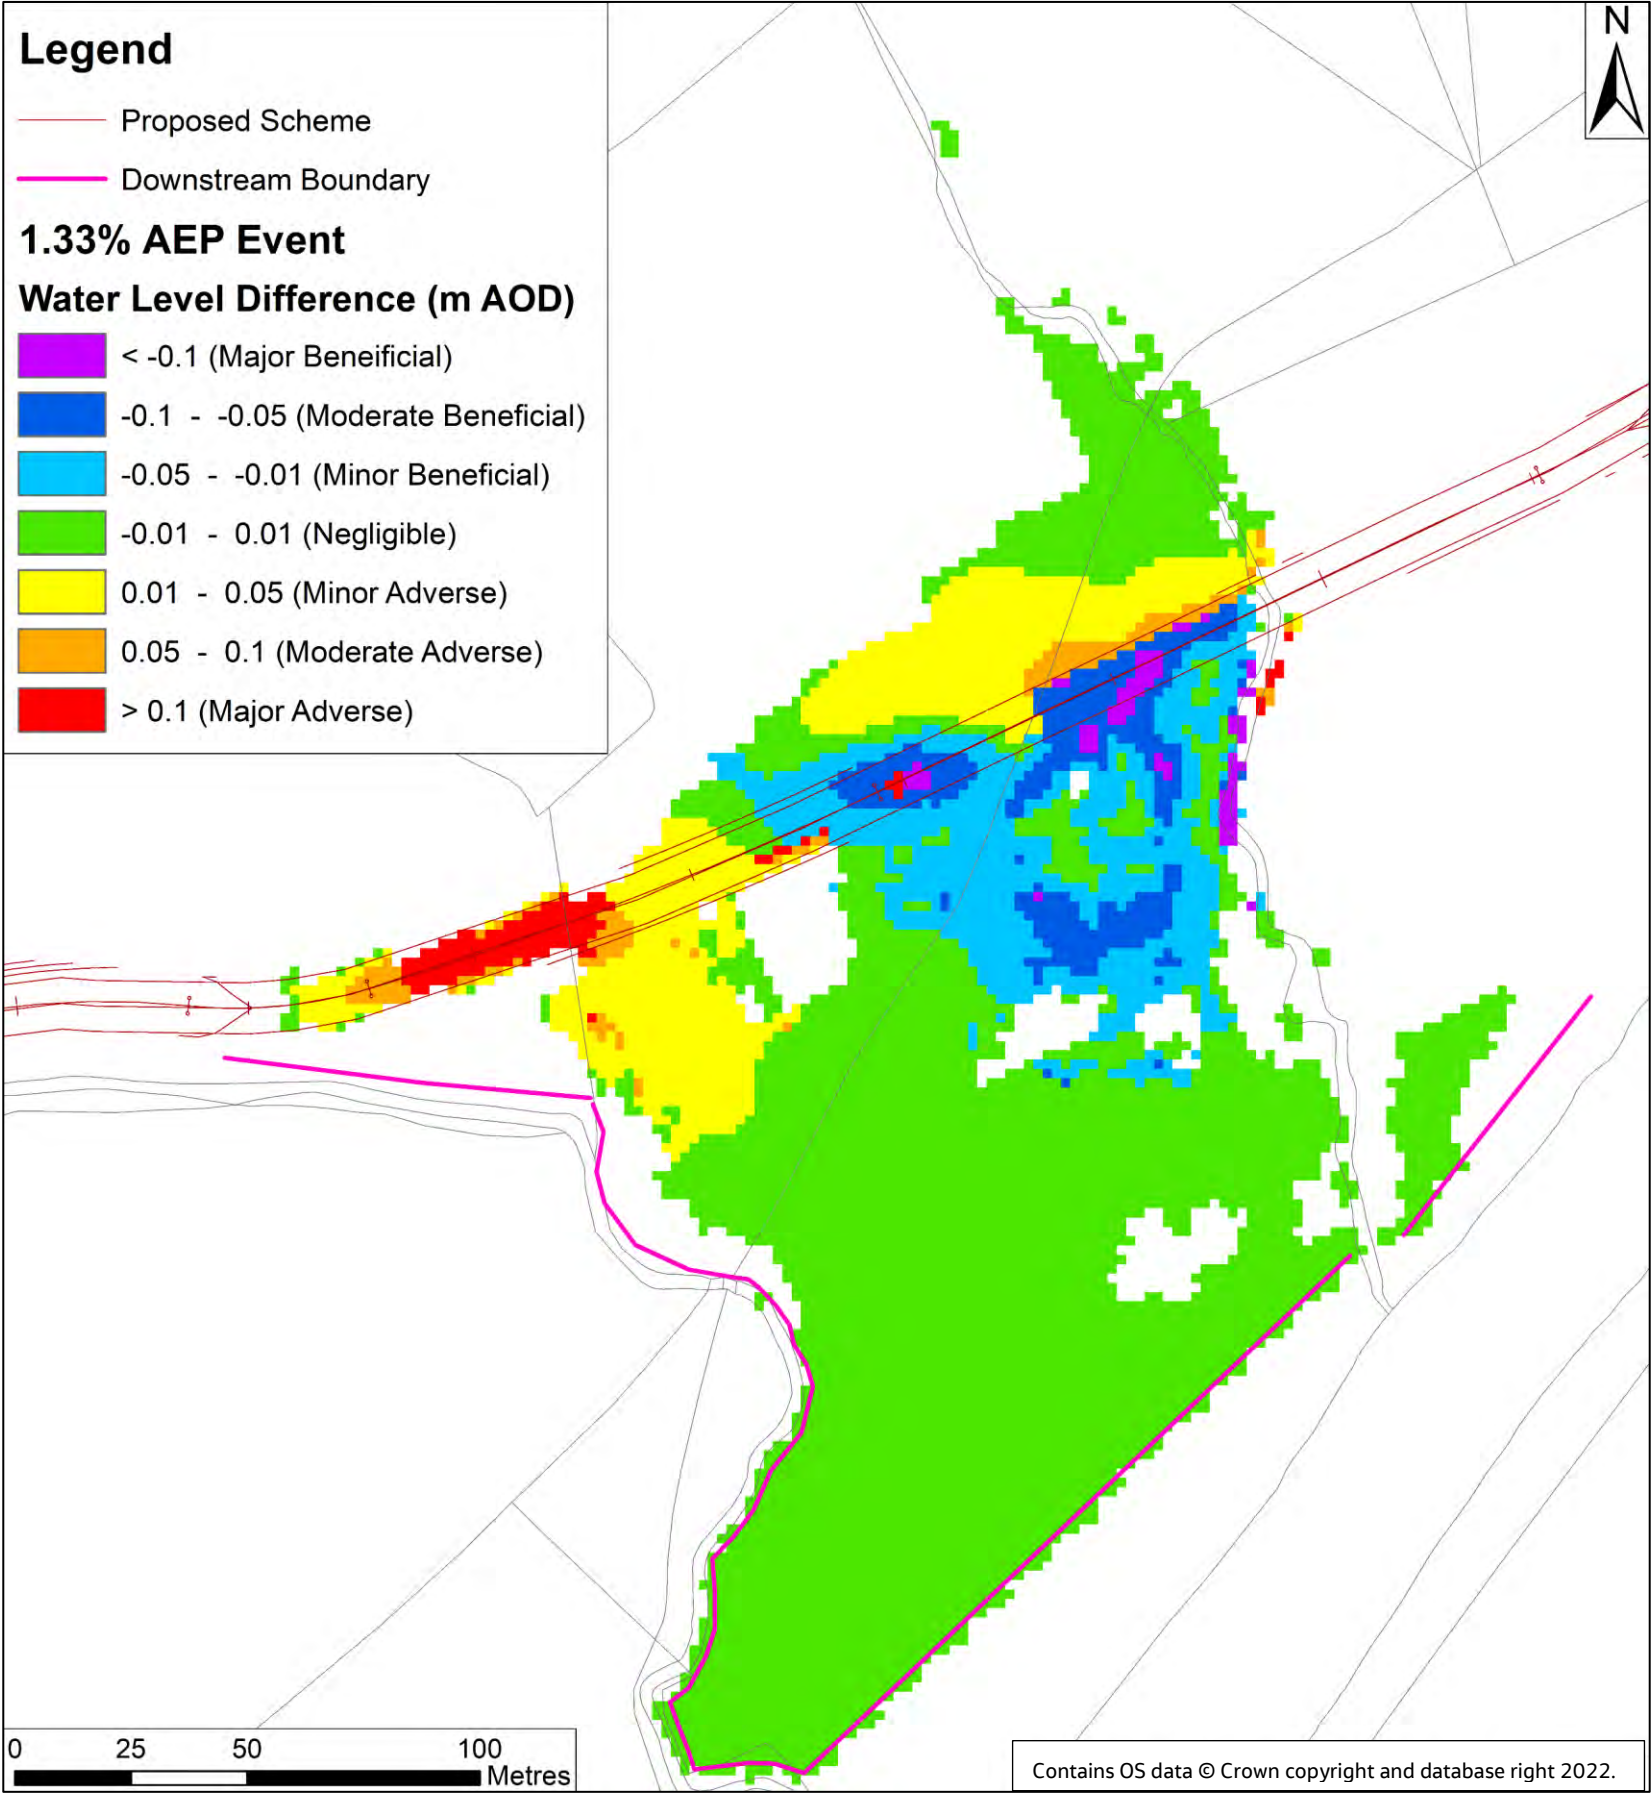 Legend
Proposed Scheme
Downstream Boundary
1.33% AEP Event
Water Level Difference (m AOD)
< -0.1 (Major Beneificial)
-0.1 - -0.05 (Moderate Beneficial)
-0.05 - -0.01 (Minor Beneficial)
-0.01 - 0.01 (Negligible)
0.01 - 0.05 (Minor Adverse)
0.05 - 0.1 (Moderate Adverse)
> 0.1 (Major Adverse)
N
0 25 50 100
Metres
Contains OS data © Crown copyright and database right 2022.